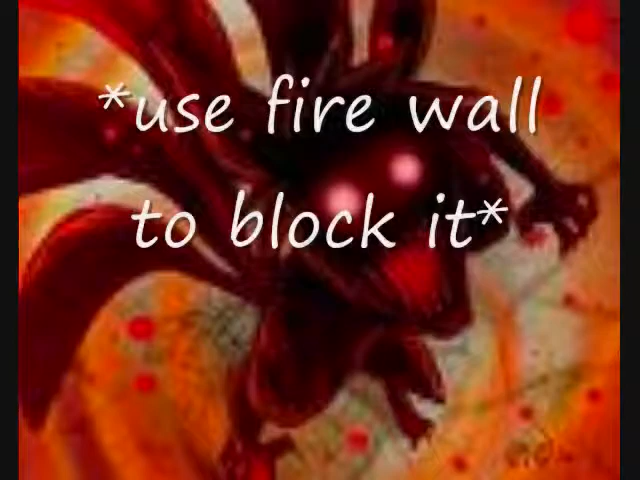 *use fire wall
to block it*